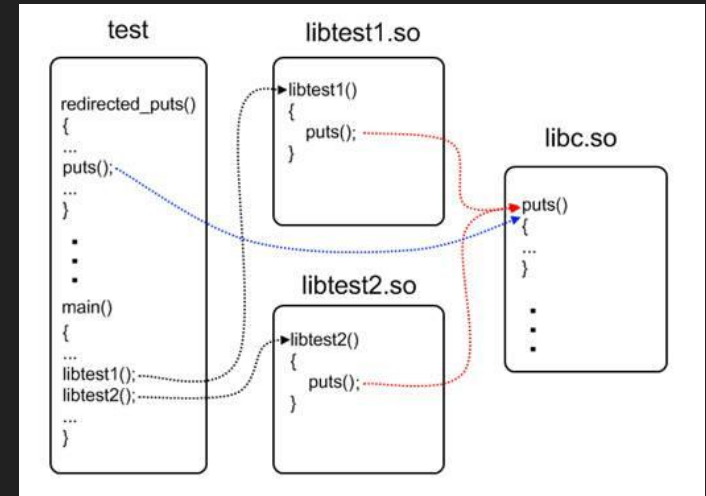 test
redirected_puts()
{
...
puts();
...
}
main()
{
...
libtest1();
libtest2();
...
}
libtest1.so
libtest1()
{
puts();
}
libtest2.so
libtest2()
{
puts();
}
libc.so
puts()
{
...
}